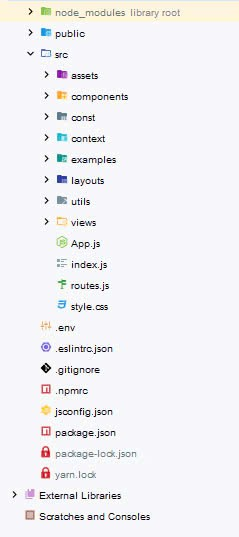 node_modules library root
public
src
assets
components
const
context
examples
layouts
utils
views
App.js
index.js
routes.js
style.css
.env
.eslintrc.json
.gitignore
.npmrc
jsconfig.json
package.json
package-lock.json
yarn.lock
External Libraries
Scratches and Consoles